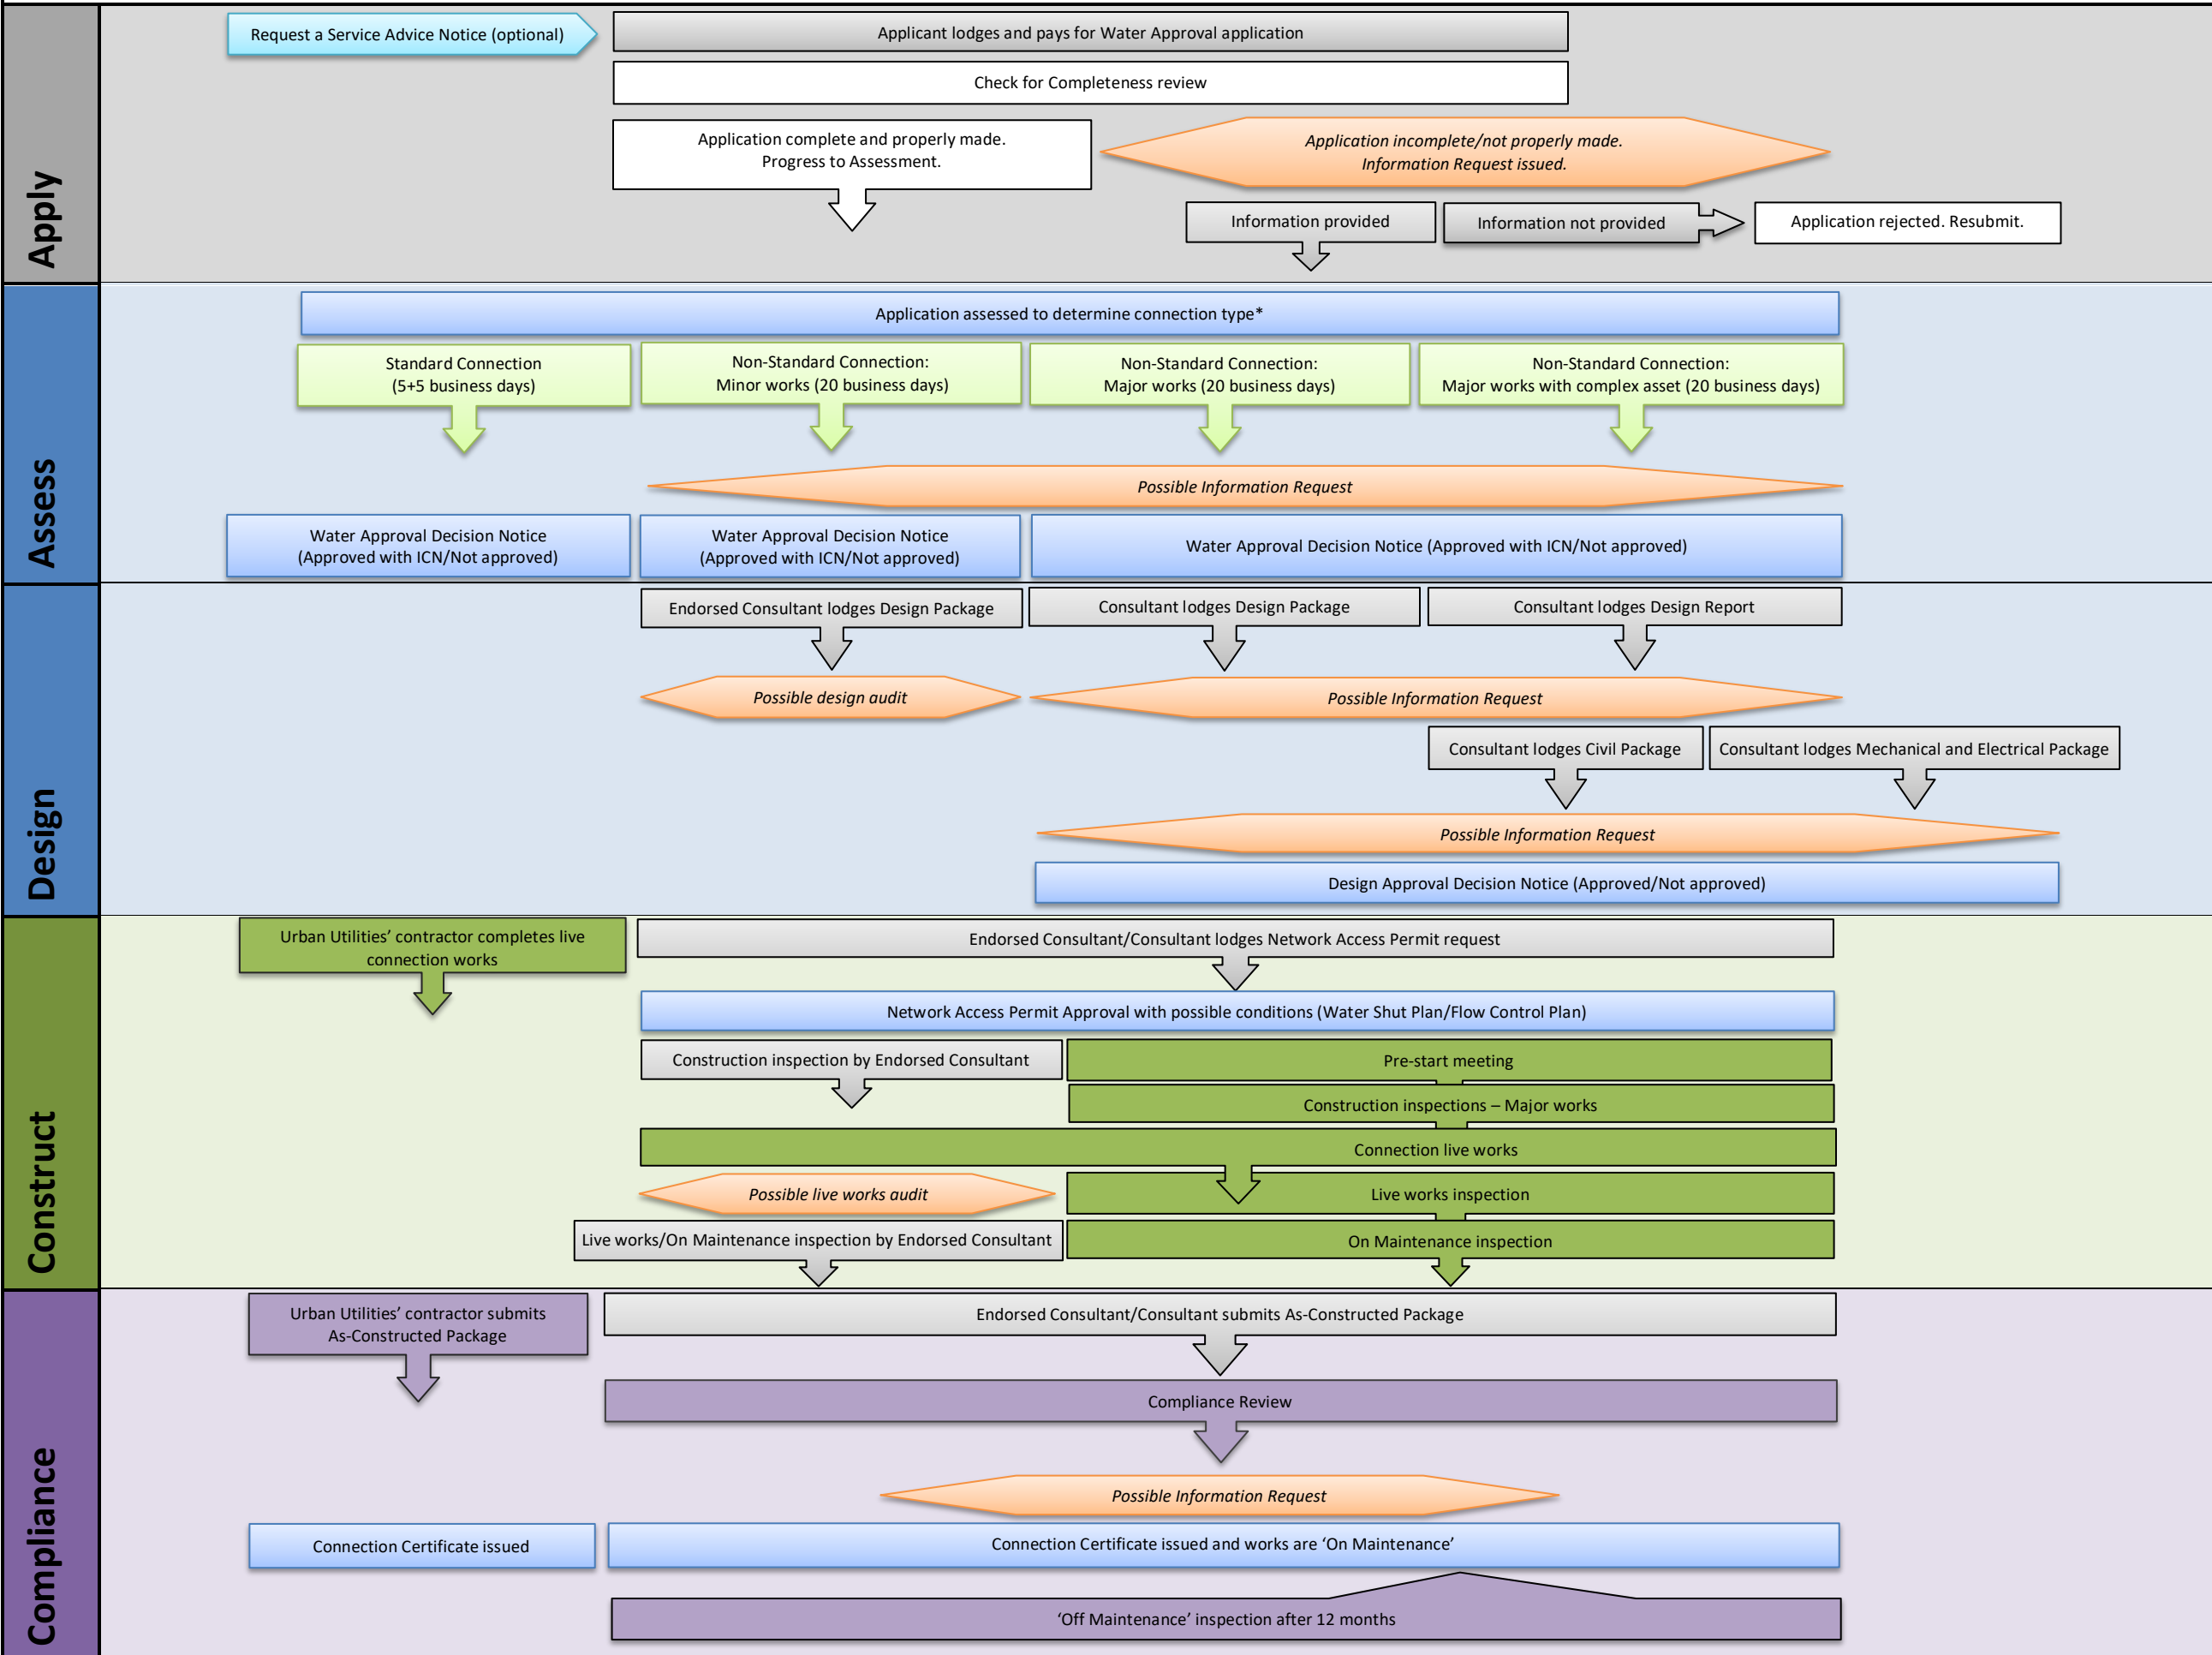 Apply
Request a Service Advice Notice (optional)
Applicant lodges and pays for Water Approval application
Check for Completeness review
Application complete and properly made.
Progress to Assessment.
Application incomplete/not properly made.
Information Request issued.
Information provided
Information not provided
Application rejected. Resubmit.
Assess
Application assessed to determine connection type*
Standard Connection
(5+5 business days)
Non-Standard Connection:
Minor works (20 business days)
Non-Standard Connection:
Major works (20 business days)
Non-Standard Connection:
Major works with complex asset (20 business days)
Possible Information Request
Water Approval Decision Notice
(Approved with ICN/Not approved)
Water Approval Decision Notice
(Approved with ICN/Not approved)
Water Approval Decision Notice (Approved with ICN/Not approved)
Design
Endorsed Consultant lodges Design Package
Consultant lodges Design Package
Consultant lodges Design Report
Possible design audit
Possible Information Request
Consultant lodges Civil Package
Consultant lodges Mechanical and Electrical Package
Possible Information Request
Design Approval Decision Notice (Approved/Not approved)
Construct
Urban Utilities’ contractor completes live
connection works
Endorsed Consultant/Consultant lodges Network Access Permit request
Network Access Permit Approval with possible conditions (Water Shut Plan/Flow Control Plan)
Construction inspection by Endorsed Consultant
Pre-start meeting
Construction inspections – Major works
Connection live works
Possible live works audit
Live works inspection
Live works/On Maintenance inspection by Endorsed Consultant
On Maintenance inspection
Compliance
Urban Utilities’ contractor submits
As-Constructed Package
Endorsed Consultant/Consultant submits As-Constructed Package
Compliance Review
Possible Information Request
Connection Certificate issued
Connection Certificate issued and works are ‘On Maintenance’
‘Off Maintenance’ inspection after 12 months